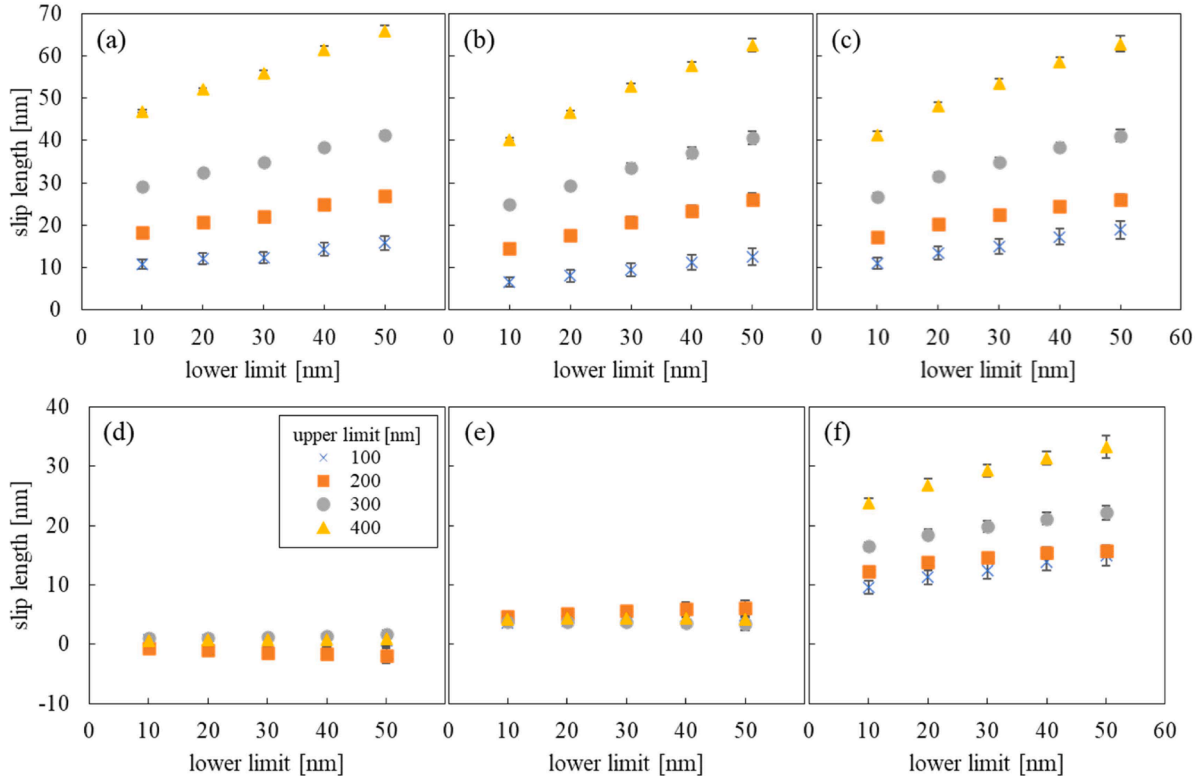 70
60
50
40
30
20
10
0
slip length [nm]
(a)
(b)
(c)
0 10 20 30 40 50 0 10 20 30 40 50 0 10 20 30 40 50 60
lower limit [nm] lower limit [nm] lower limit [nm]
40
30
20
10
0
-10
slip length [nm]
(d)
upper limit [nm]
100
200
300
400
(e)
(f)
0 10 20 30 40 50 0 10 20 30 40 50 0 10 20 30 40 50 60
lower limit [nm] lower limit [nm] lower limit [nm]